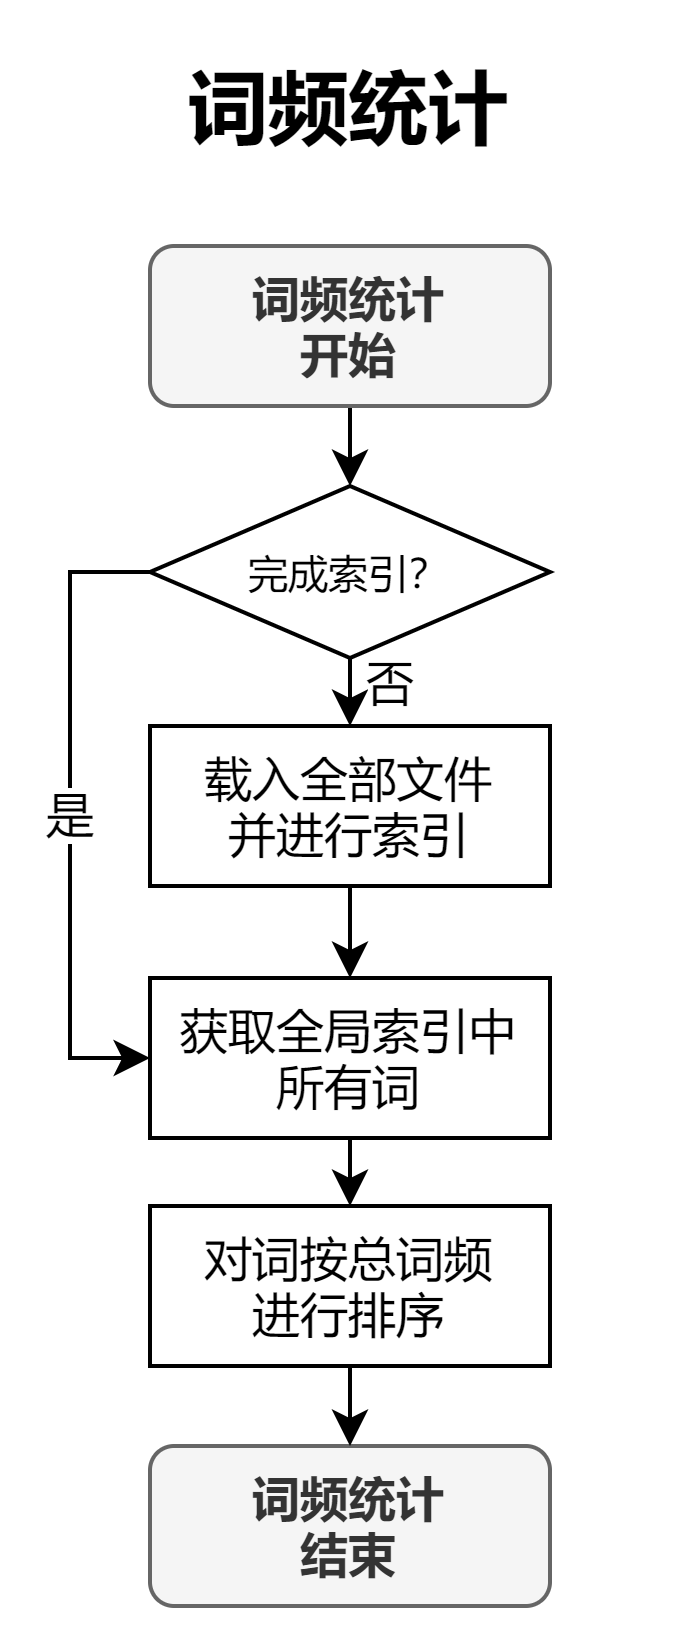 词频统计
词频统计
开始
完成索引?
否
载入全部文件
并进行索引
是
获取全局索引中
所有词
对词按总词频
进行排序
词频统计
结束